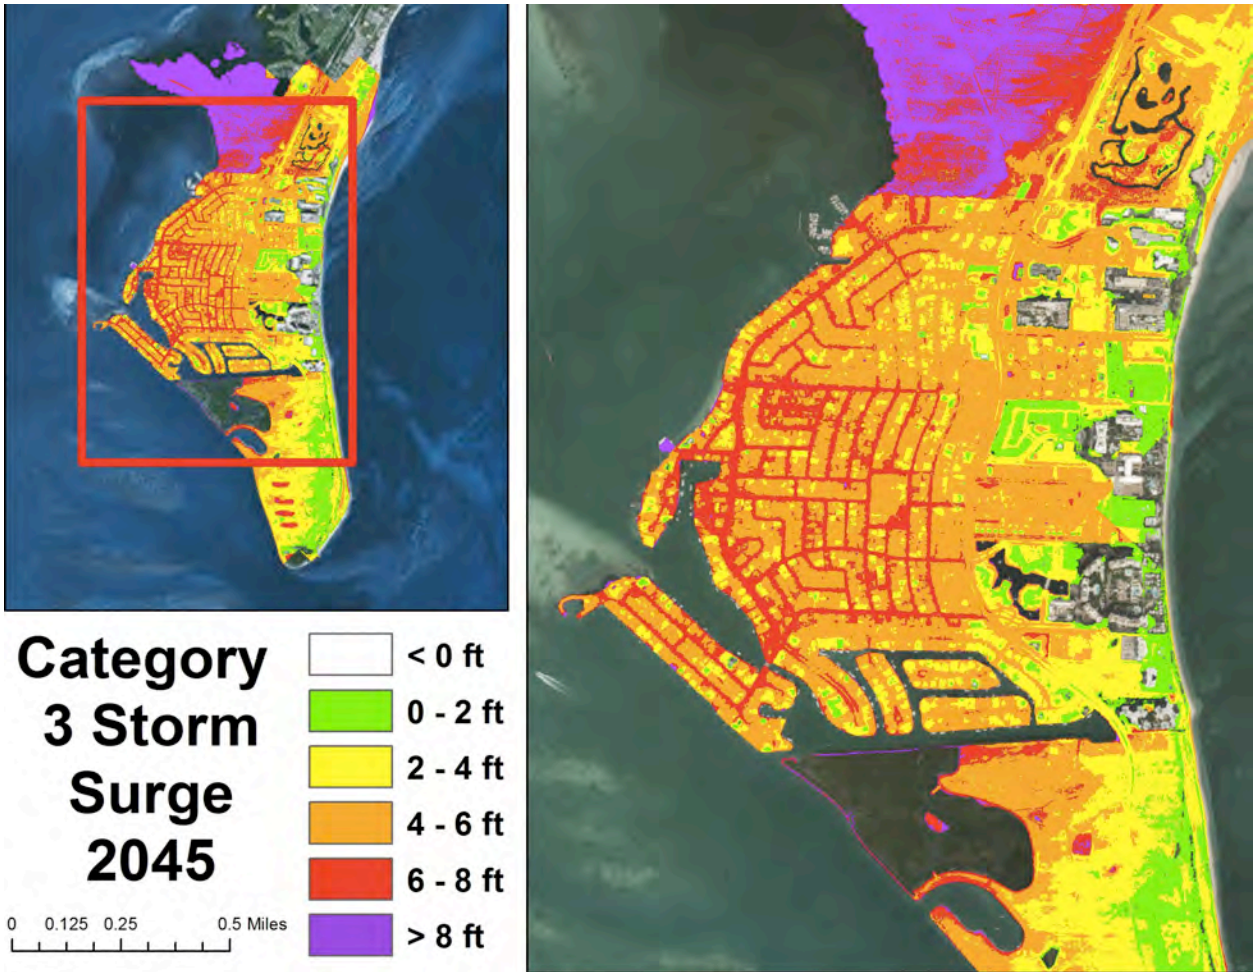 Category
3 Storm
Surge
2045
< 0 ft
0 - 2 ft
2 - 4 ft
4 - 6 ft
6 - 8 ft
> 8 ft
0 0.125 0.25 0.5 Miles